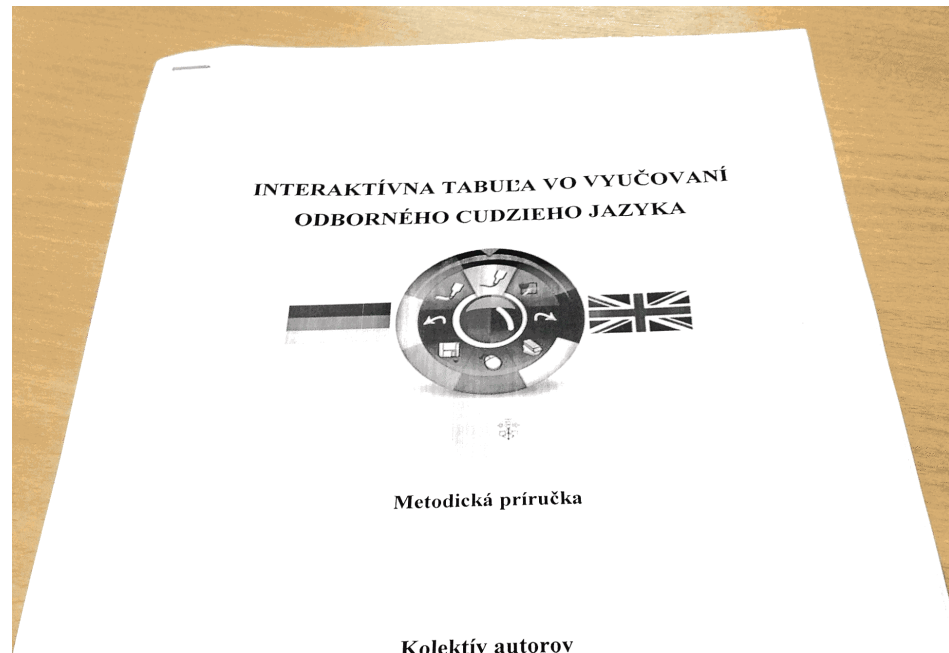 INTERAKTÍVNA TABUĽA VO VYUČOVANÍ
ODBORNÉHO CUDZIEHO JAZYKA
Metodická príručka
Kolektív autorov